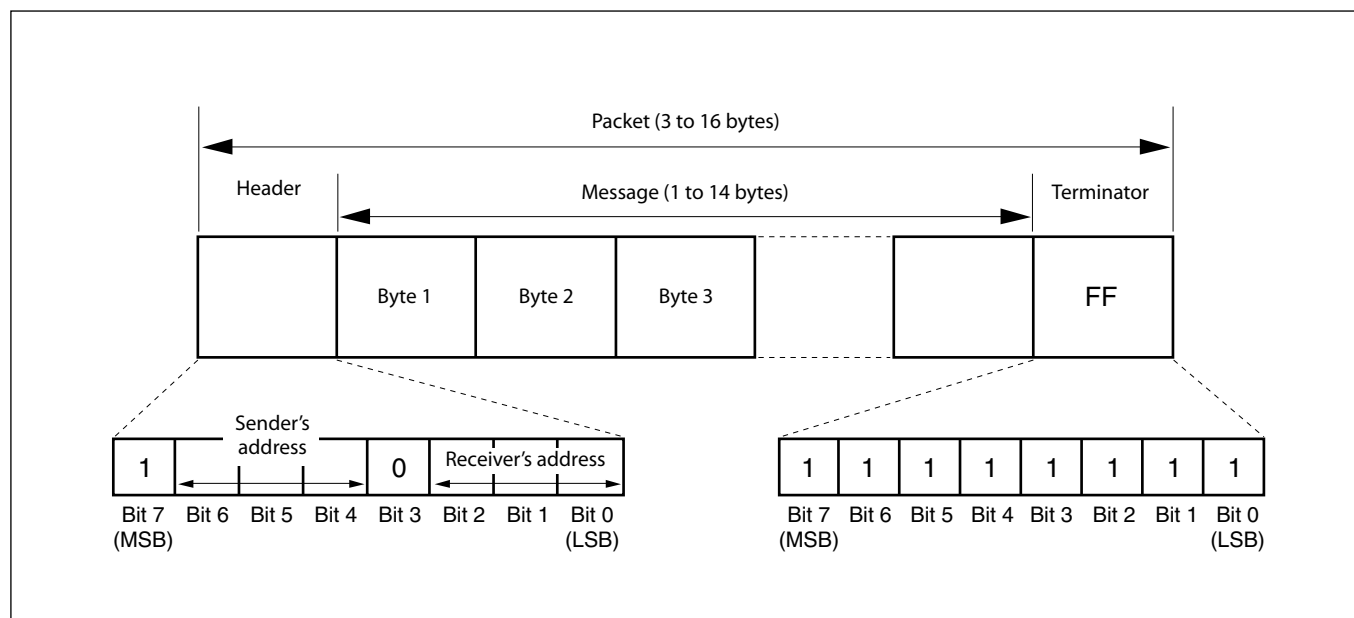 Packet (3 to 16 bytes)
Header
Message (1 to 14 bytes)
Terminator
Byte 1
Byte 2
Byte 3
FF
Sender's
address
Receiver's address
1
0
Bit 7
(MSB)
Bit 6
Bit 5
Bit 4
Bit 3
Bit 2
Bit 1
Bit 0
(LSB)
1 1 1 1 1 1 1 1
Bit 7
(MSB)
Bit 6
Bit 5
Bit 4
Bit 3
Bit 2
Bit 1
Bit 0
(LSB)